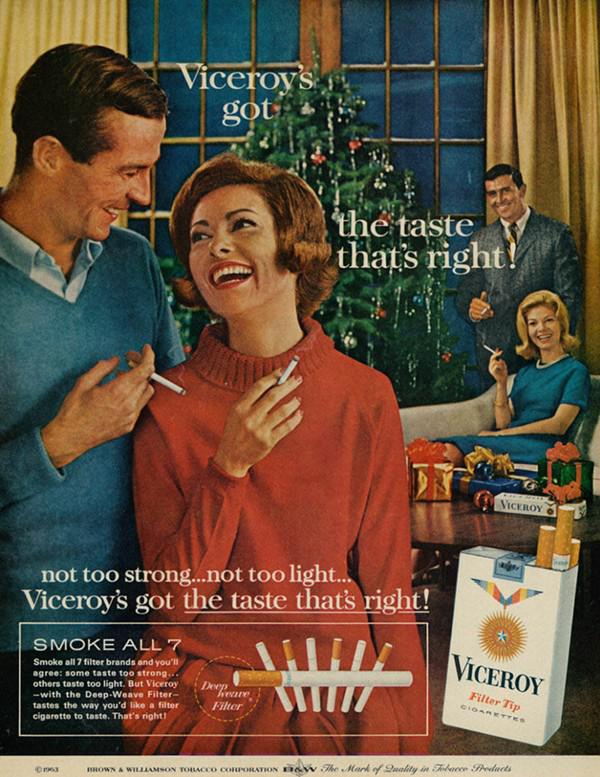 Viceroy's
got
the taste
that's right!
VICEROY
not too strong...not too light...
Viceroy's got the taste that's right!
SMOKE ALL 7
Smoke all 7 filter brands and you'll
agree: some taste too strong...
others taste too light. But Viceroy
—with the Deep-Weave Filter—
tastes the way you'd like a filter
cigarette to taste. That's right!
Deep
Weave
Filter
VICEROY
Filter Tip
CIGARETTES
©1963 BROWN & WILLIAMSON TOBACCO CORPORATION B&W The Mark of Quality in Tobacco Products